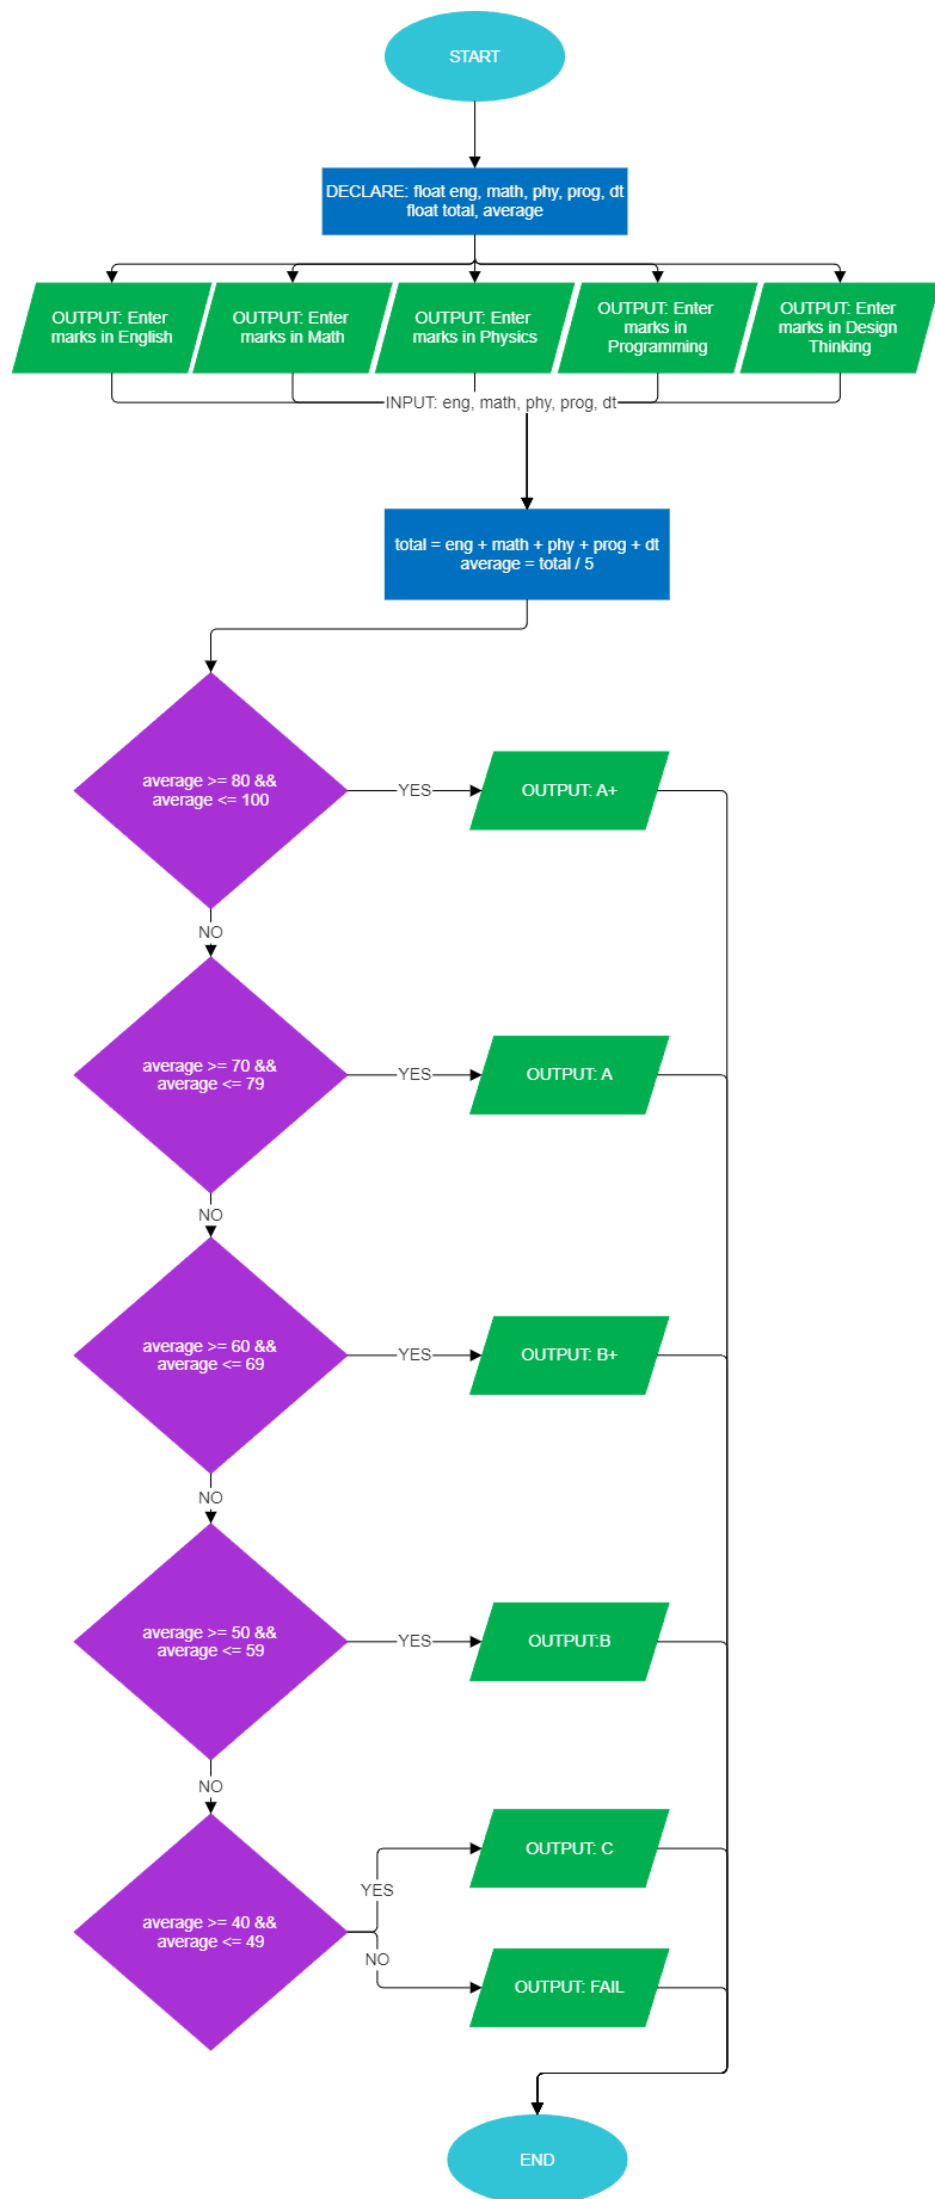 START
DECLARE: float eng, math, phy, prog, dt
float total, average
OUTPUT: Enter
marks in English
OUTPUT: Enter
marks in Math
OUTPUT: Enter
marks in Physics
OUTPUT: Enter
marks in
Programming
OUTPUT: Enter
marks in Design
Thinking
INPUT: eng, math, phy, prog, dt
total = eng + math + phy + prog + dt
average = total / 5
average >= 80 &&
average <= 100
YES
OUTPUT: A+
NO
average >= 70 &&
average <= 79
YES
OUTPUT: A
NO
average >= 60 &&
average <= 69
YES
OUTPUT: B+
NO
average >= 50 &&
average <= 59
YES
OUTPUT:B
NO
average >= 40 &&
average <= 49
YES
OUTPUT: C
NO
OUTPUT: FAIL
END